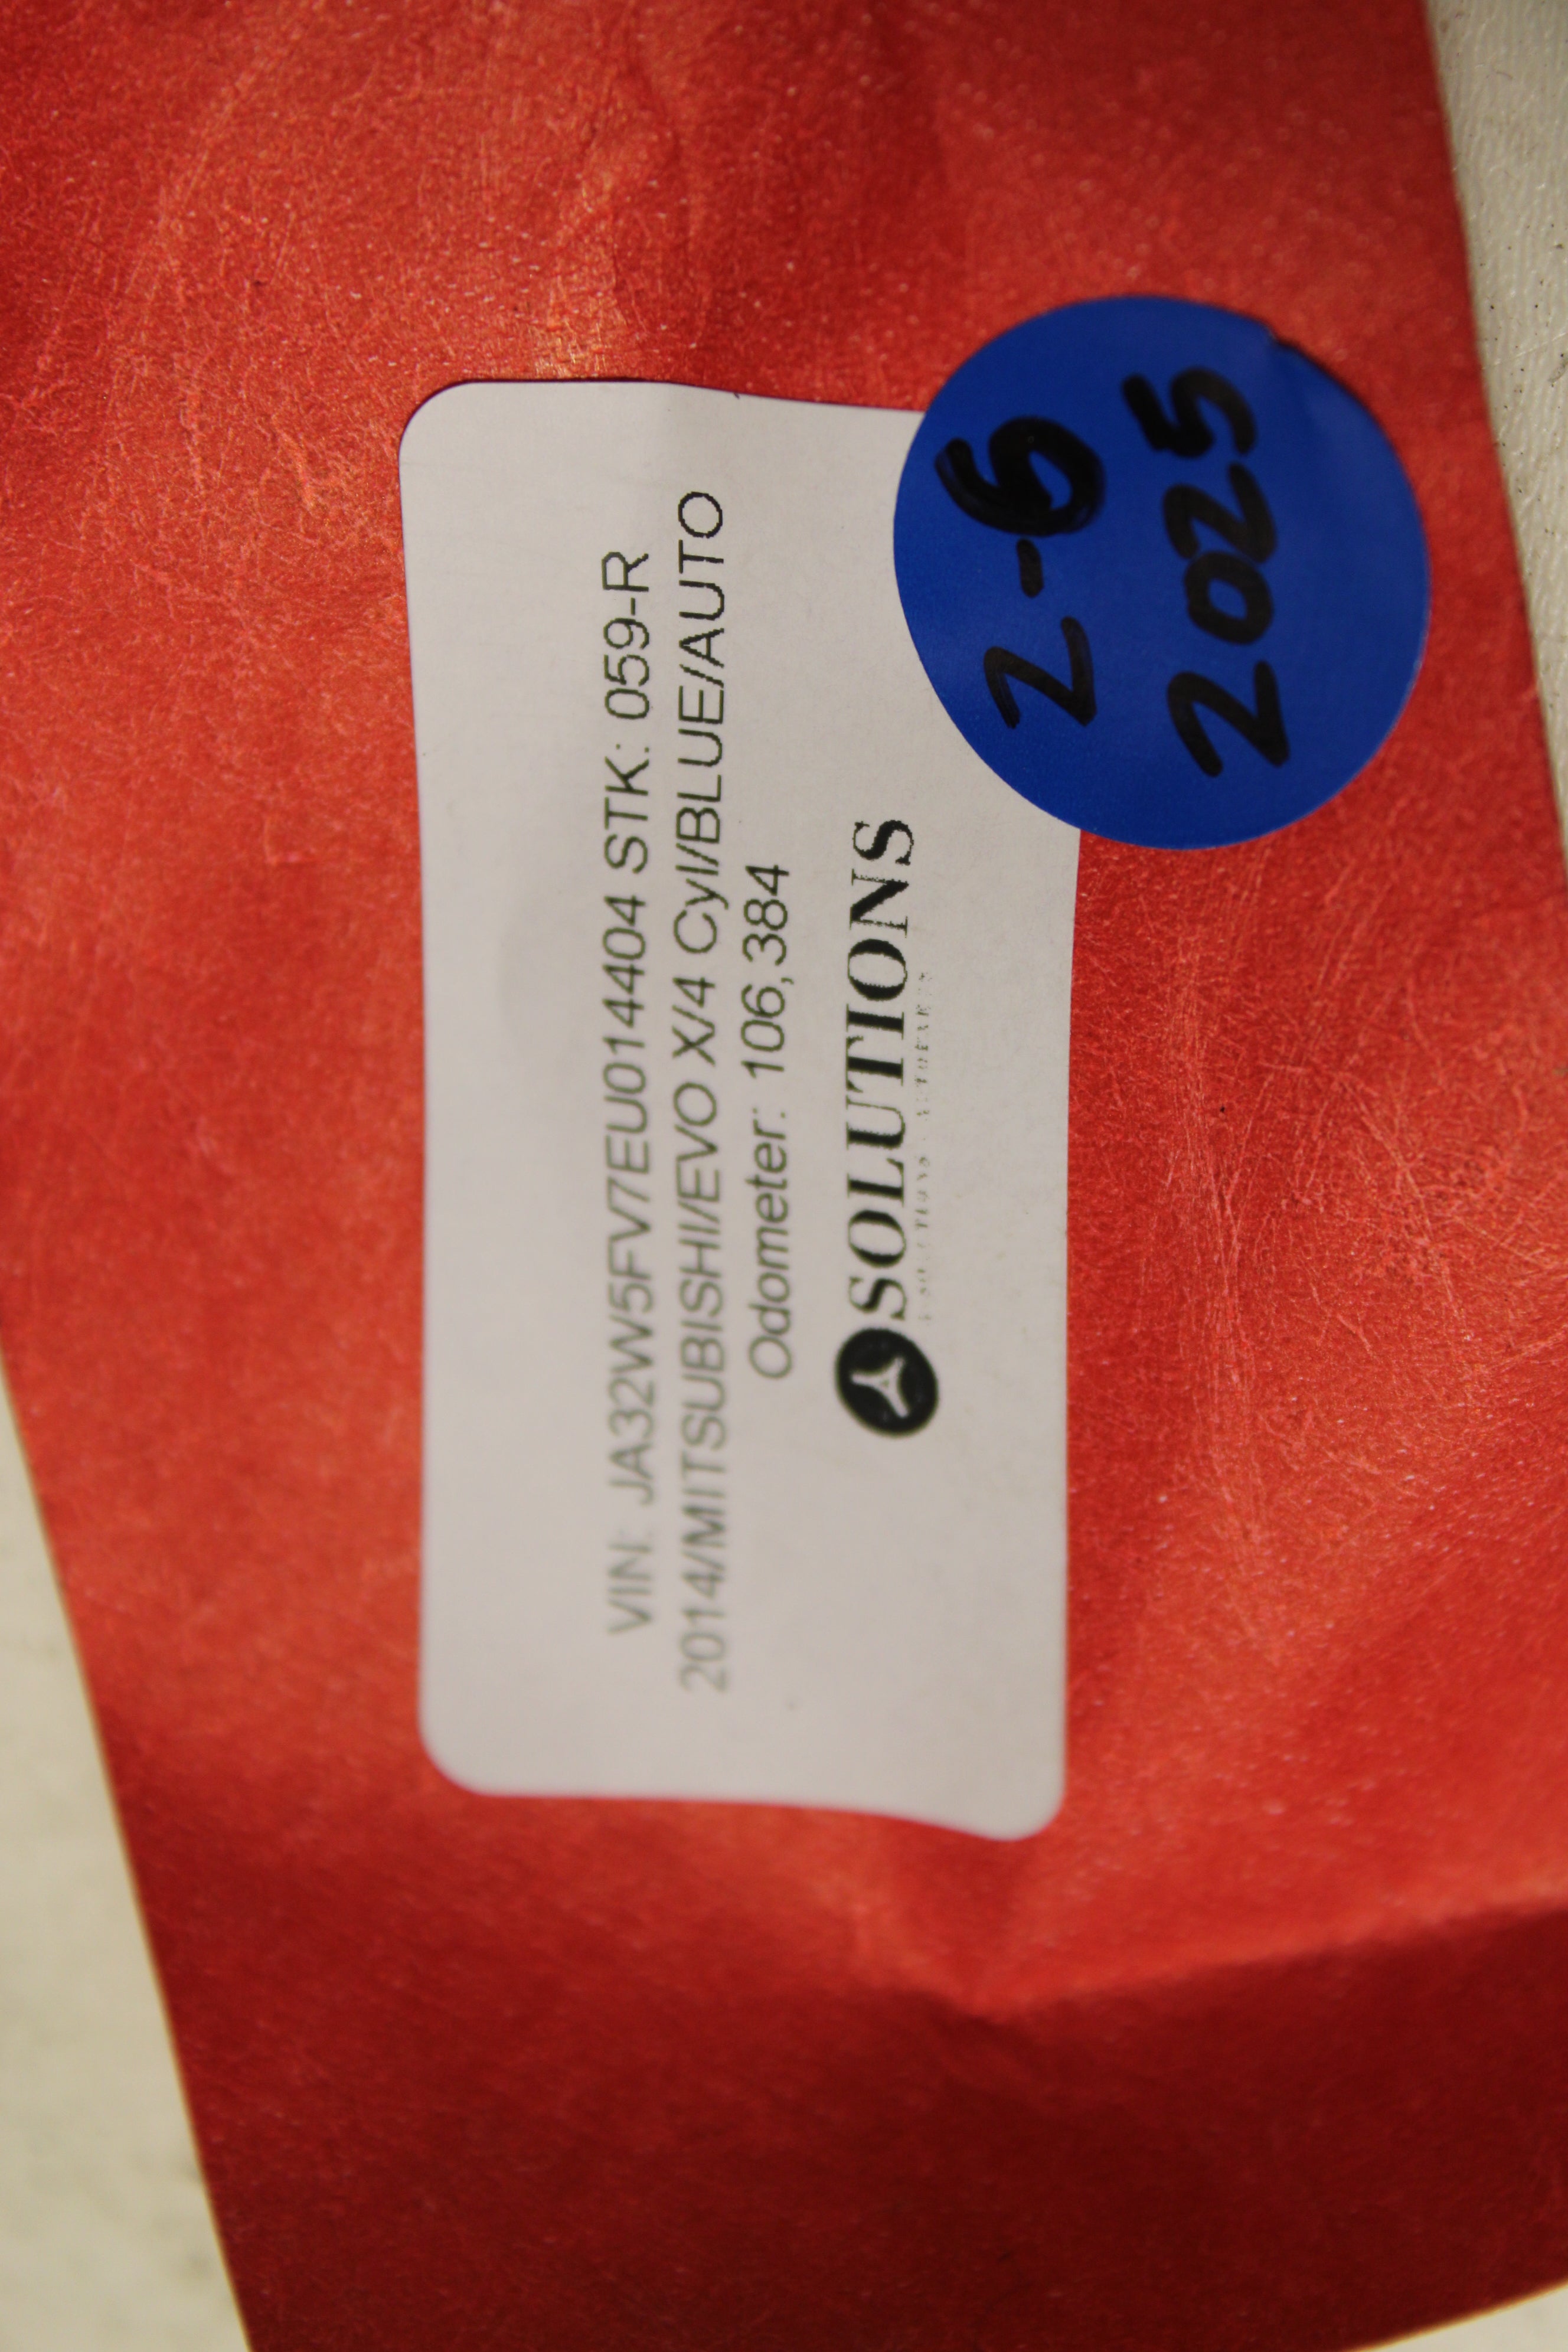 VIN: JA32W5FV7EU014404 STK: 059-R
2014/MITSUBISHI/EVO X/4 Cyl/BLUE/AUTO
Odometer: 106,384
SOLUTIONS
2-6
2025